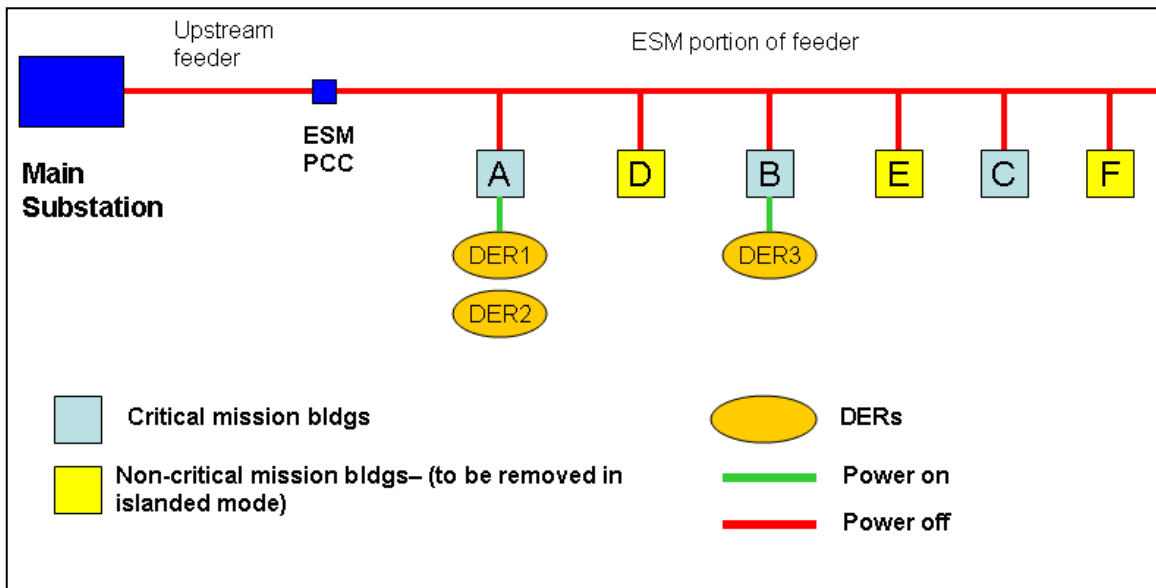 Upstream
feeder
ESM portion of feeder
ESM
PCC
Main
Substation
A
D
B
E
C
F
DER1
DER3
DER2
Critical mission bldgs
DERs
Non-critical mission bldgs– (to be removed in
islanded mode)
Power on
Power off